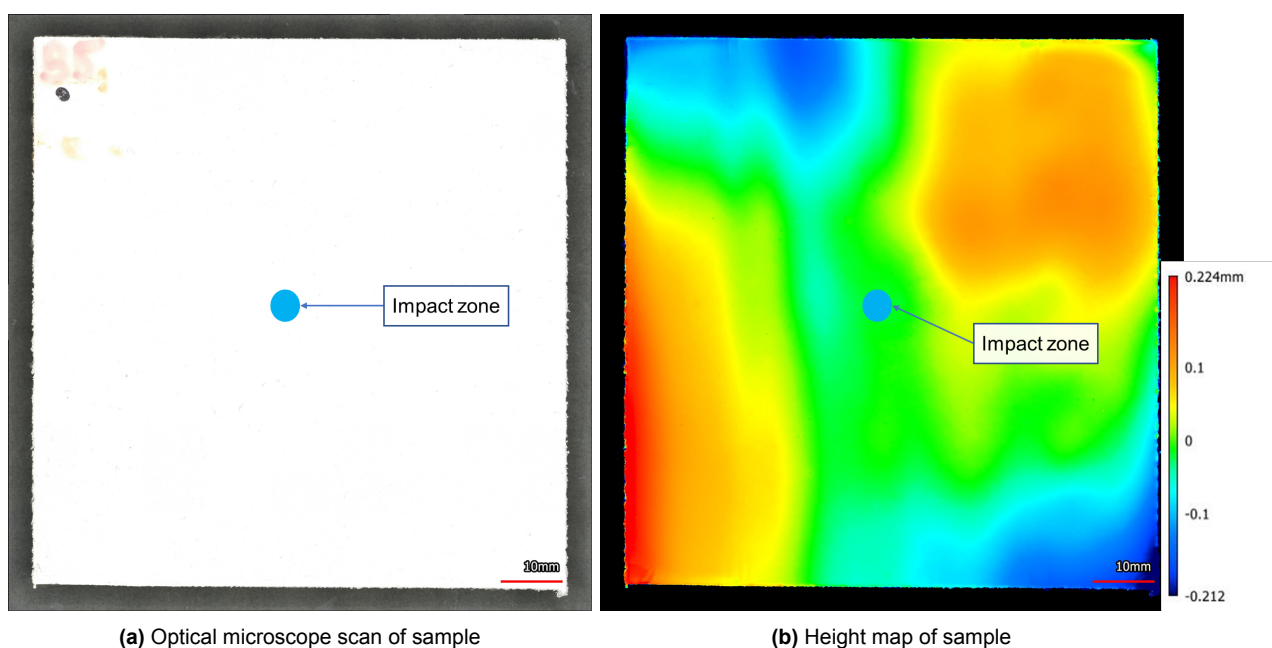 85
Impact zone
10mm
Impact zone
0.224mm
0.1
0
-0.1
-0.212
10mm
(a) Optical microscope scan of sample
(b) Height map of sample